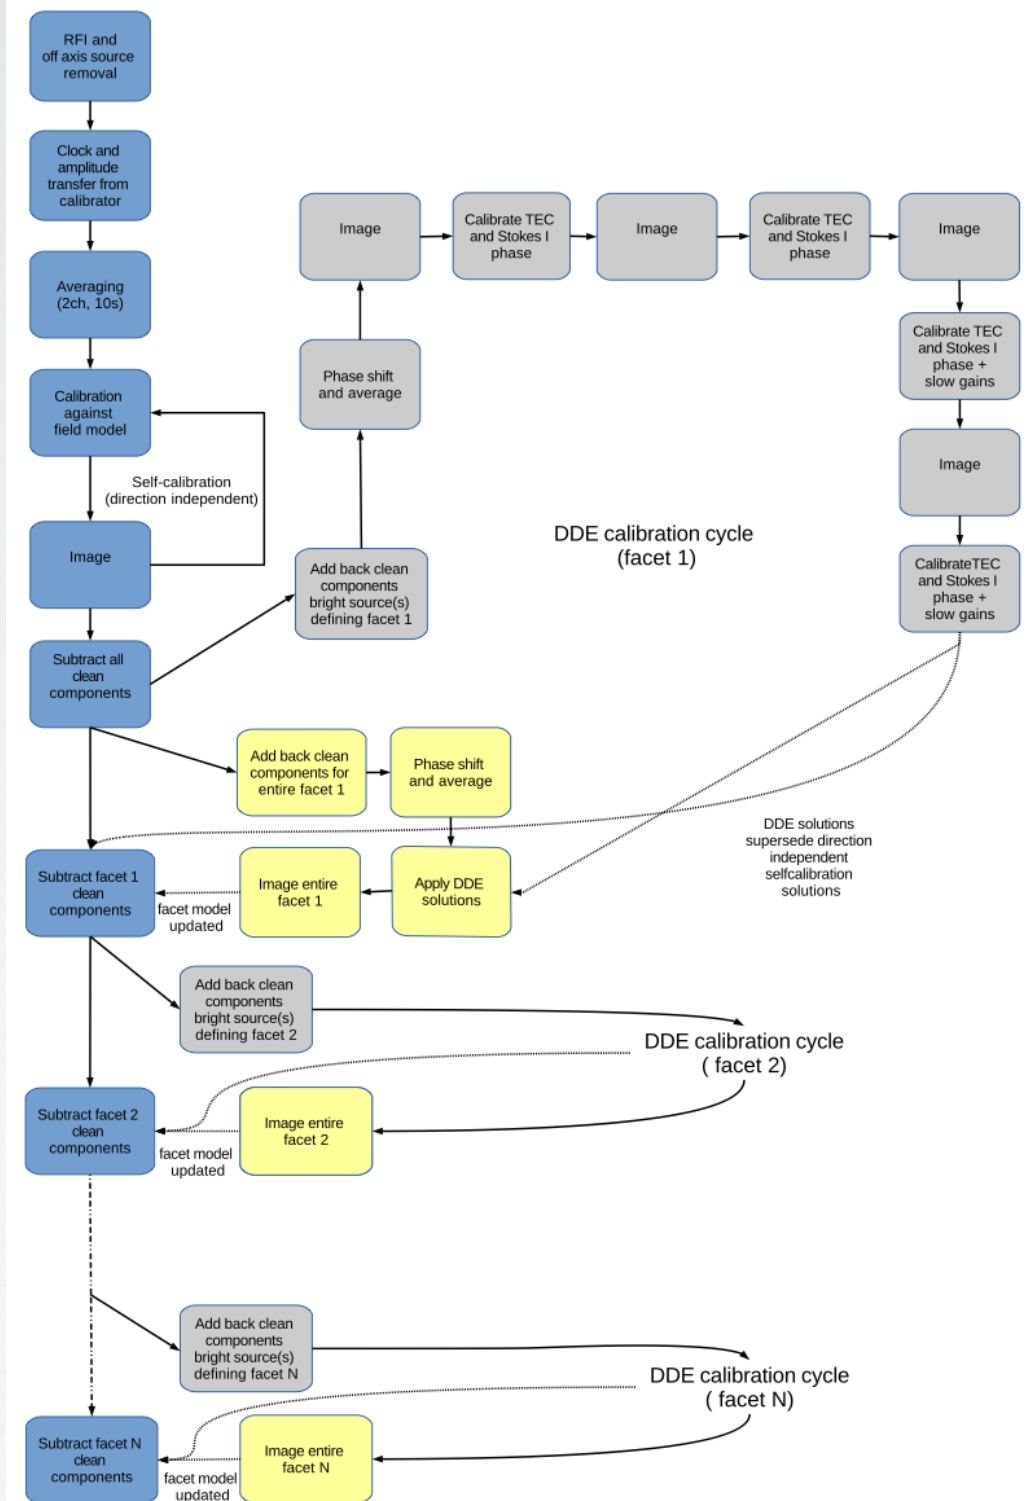 RFI and
off axis source
removal
Clock and
amplitude
transfer from
calibrator
Averaging
(2ch, 10s)
Calibration
against
field model
Self-calibration
(direction independent)
Image
Subtract all
clean
components
Add back clean
components
bright source(s)
defining facet 1
Phase shift
and average
Image
Calibrate TEC
and Stokes I
phase
Image
Calibrate TEC
and Stokes I
phase
Image
Calibrate TEC
and Stokes I
phase +
slow gains
Image
CalibrateTEC
and Stokes I
phase +
slow gains
DDE calibration cycle
(facet 1)
Add back clean
components for
entire facet 1
Phase shift
and average
Apply DDE
solutions
Image entire
facet 1
DDE solutions
supersede direction
independent
selfcalibration
solutions
facet model
updated
Subtract facet 1
clean
components
Add back clean
components
bright source(s)
defining facet 2
DDE calibration cycle
( facet 2)
Image entire
facet 2
facet model
updated
Subtract facet 2
clean
components
Add back clean
components
bright source(s)
defining facet N
DDE calibration cycle
( facet N)
Image entire
facet N
facet model
updated
Subtract facet N
clean
components